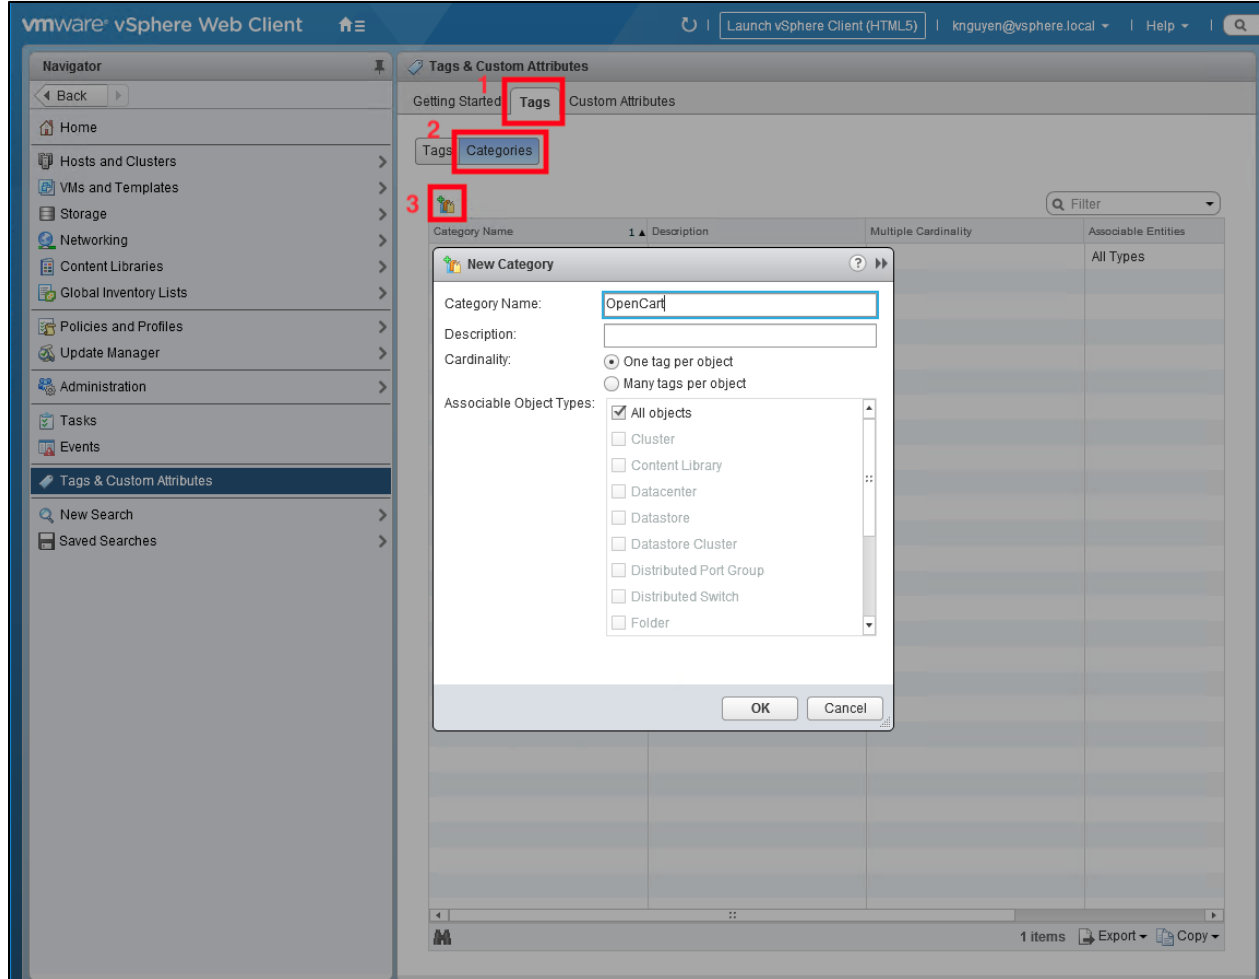 vmware® vSphere Web Client
Launch vSphere Client (HTML5)
knguyen@vsphere.local
Help
Navigator
Back
Home
Hosts and Clusters
VMs and Templates
Storage
Networking
Content Libraries
Global Inventory Lists
Policies and Profiles
Update Manager
Administration
Tasks
Events
Tags & Custom Attributes
New Search
Saved Searches
Tags & Custom Attributes
1
Getting Started Tags Custom Attributes
2
Tags Categories
3
Filter
Category Name 1 Description Multiple Cardinality Associable Entities
All Types
New Category
?
Category Name: OpenCart
Description:
Cardinality: One tag per object
Many tags per object
Associable Object Types: All objects
Cluster
Content Library
Datacenter
Datastore
Datastore Cluster
Distributed Port Group
Distributed Switch
Folder
OK Cancel
1 items Export Copy